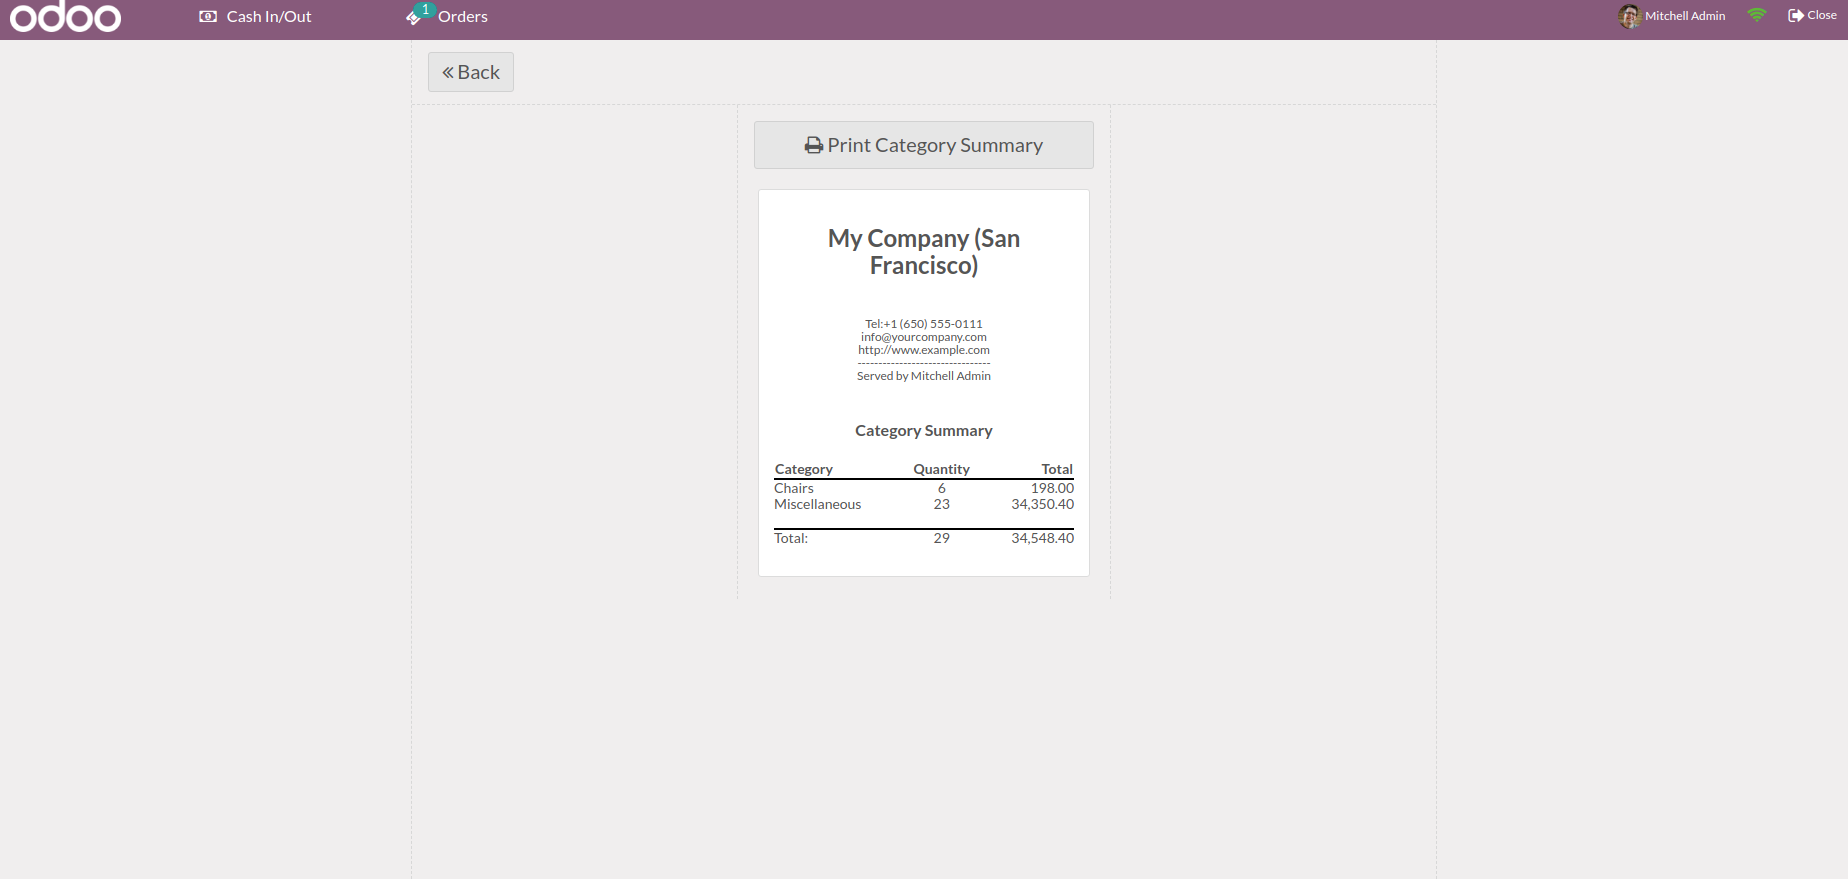 odoo
Cash In/Out
1
Orders
Mitchell Admin
Close
Back
Print Category Summary
My Company (San
Francisco)
Tel:+1 (650) 555-0111
info@yourcompany.com
http://www.example.com
--------------------------------
Served by Mitchell Admin
Category Summary
Category Quantity Total
Chairs 6 198.00
Miscellaneous 23 34,350.40
Total: 29 34,548.40